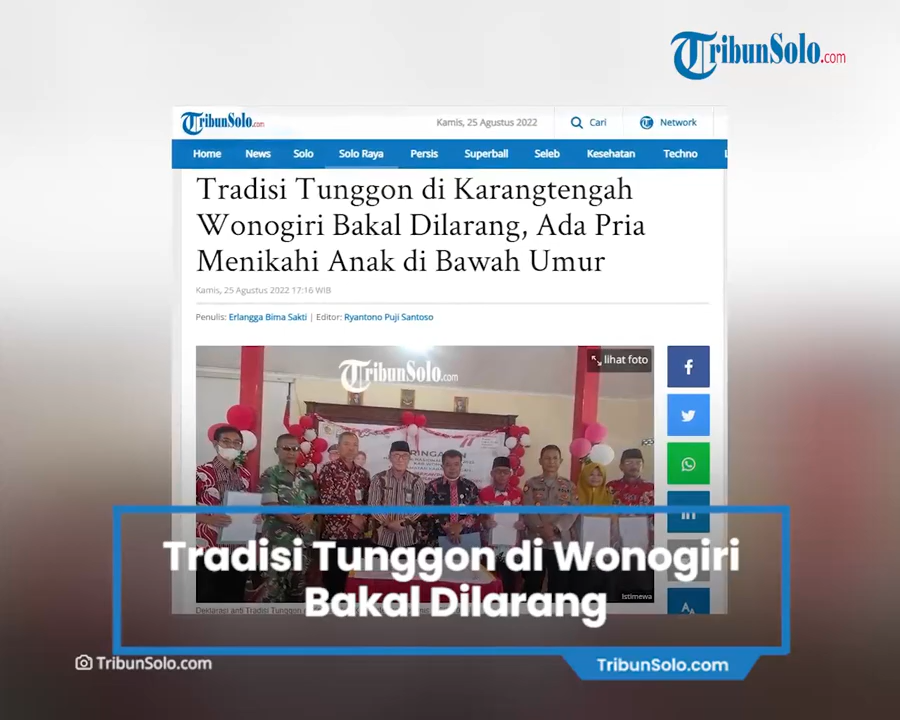 TribunSolo.com
TribunSolo.com
Kamis, 25 Agustus 2022
Cari
Network
Home News Solo Solo Raya Persis Superball Seleb Kesehatan Techno
Tradisi Tunggon di Karangtengah
Wonogiri Bakal Dilarang, Ada Pria
Menikahi Anak di Bawah Umur
Kamis, 25 Agustus 2022 17:16 WIB
Penulis: Erlangga Bima Sakti | Editor: Ryantono Puji Santoso
TribunSolo.com
lihat foto
Istimewa
Deklarasi anti Tradisi Tunggon
Tradisi Tunggon di Wonogiri
Bakal Dilarang
TribunSolo.com
TribunSolo.com